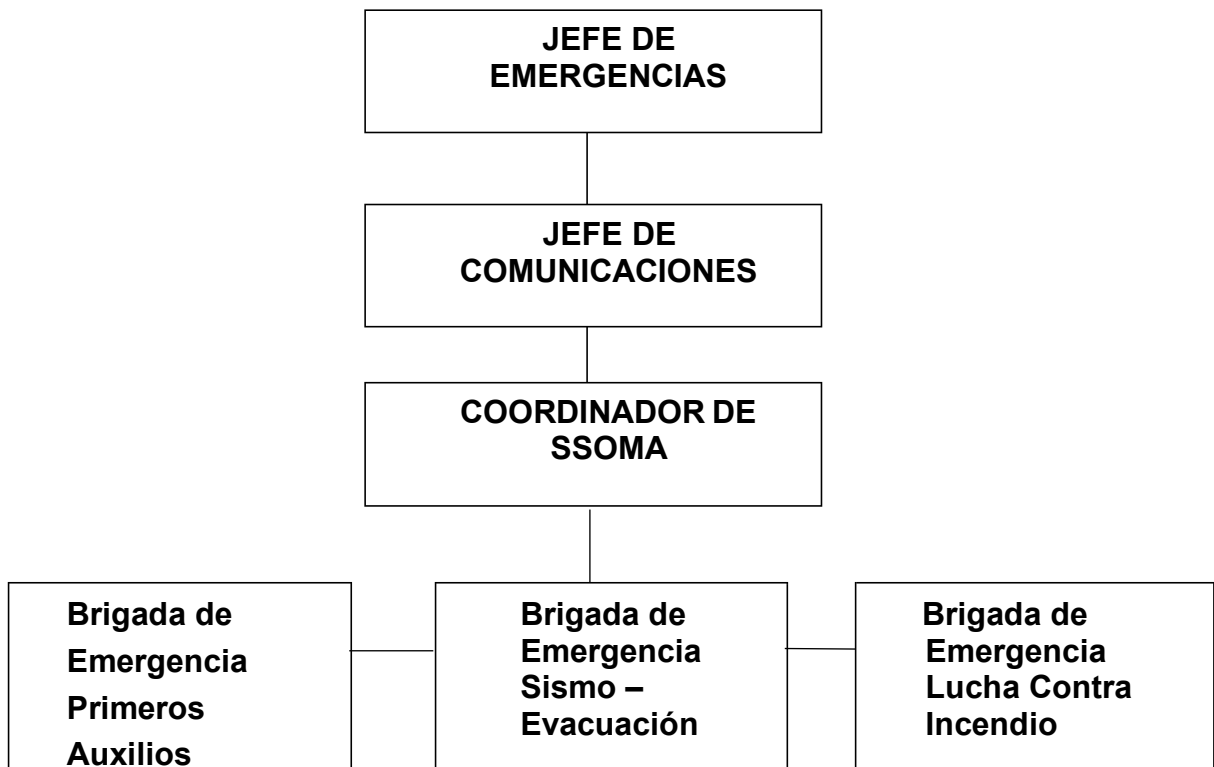 JEFE DE
EMERGENCIAS
JEFE DE
COMUNICACIONES
COORDINADOR DE
SSOMA
Brigada de
Emergencia
Primeros
Auxilios
Brigada de
Emergencia
Sismo –
Evacuación
Brigada de
Emergencia
Lucha Contra
Incendio